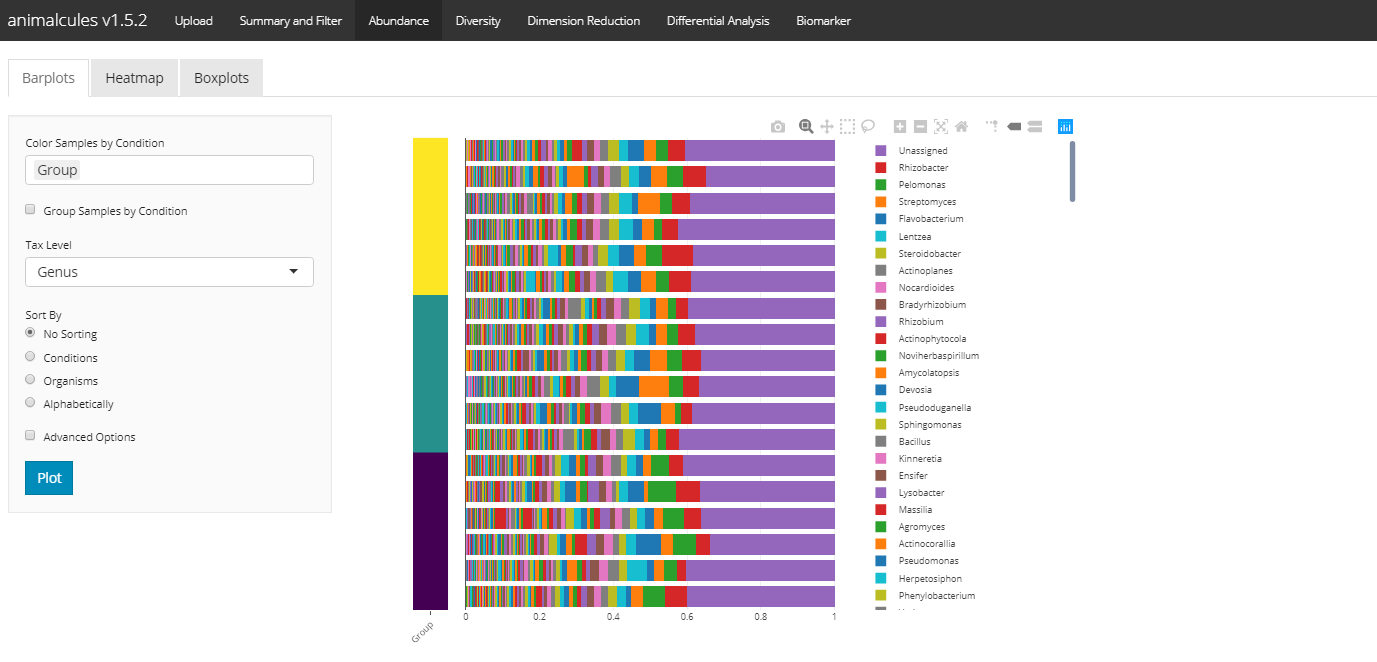 animalcules v1.5.2 Upload Summary and Filter Abundance Diversity Dimension Reduction Differential Analysis Biomarker
Barplots Heatmap Boxplots
Color Samples by Condition
Group
Group Samples by Condition
Tax Level
Genus
Sort By
No Sorting
Conditions
Organisms
Alphabetically
Advanced Options
Plot
Group
0 0.2 0.4 0.6 0.8 1
Unassigned
Rhizobacter
Pelomonas
Streptomyces
Flavobacterium
Lentzea
Steroidobacter
Actinoplanes
Nocardioides
Bradyrhizobium
Rhizobium
Actinophytocola
Noviherbaspirillum
Amycolatopsis
Devosia
Pseudoduganella
Sphingomonas
Bacillus
Kinneretia
Ensifer
Lysobacter
Massilia
Agromyces
Actinocorallia
Pseudomonas
Herpetosiphon
Phenylobacterium